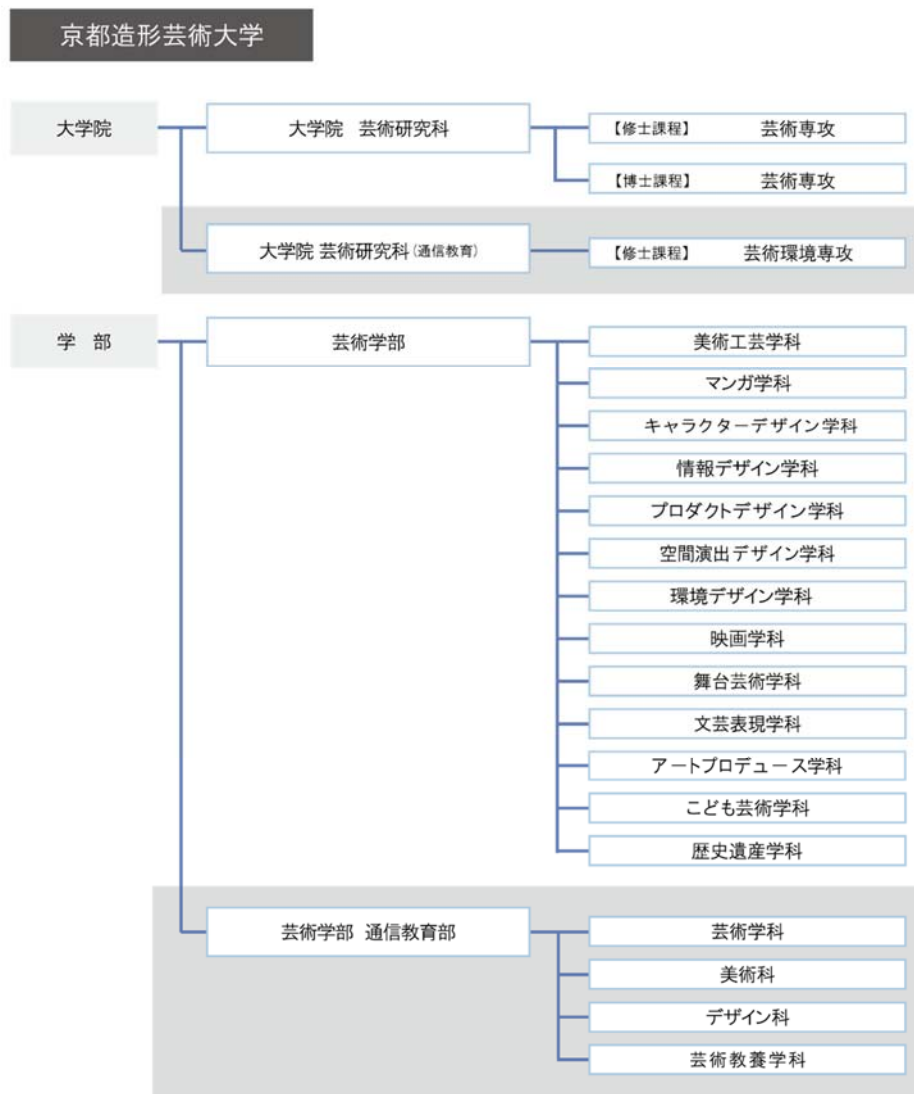 京都造形芸術大学
大学院
大学院 芸術研究科
【修士課程】 芸術専攻
【博士課程】 芸術専攻
大学院 芸術研究科(通信教育)
【修士課程】 芸術環境専攻
学 部
芸術学部
美術工芸学科
マンガ学科
キャラクターデザイン学科
情報デザイン学科
プロダクトデザイン学科
空間演出デザイン学科
環境デザイン学科
映画学科
舞台芸術学科
文芸表現学科
アートプロデュース学科
こども芸術学科
歴史遺産学科
芸術学部 通信教育部
芸術学科
美術科
デザイン科
芸術教養学科